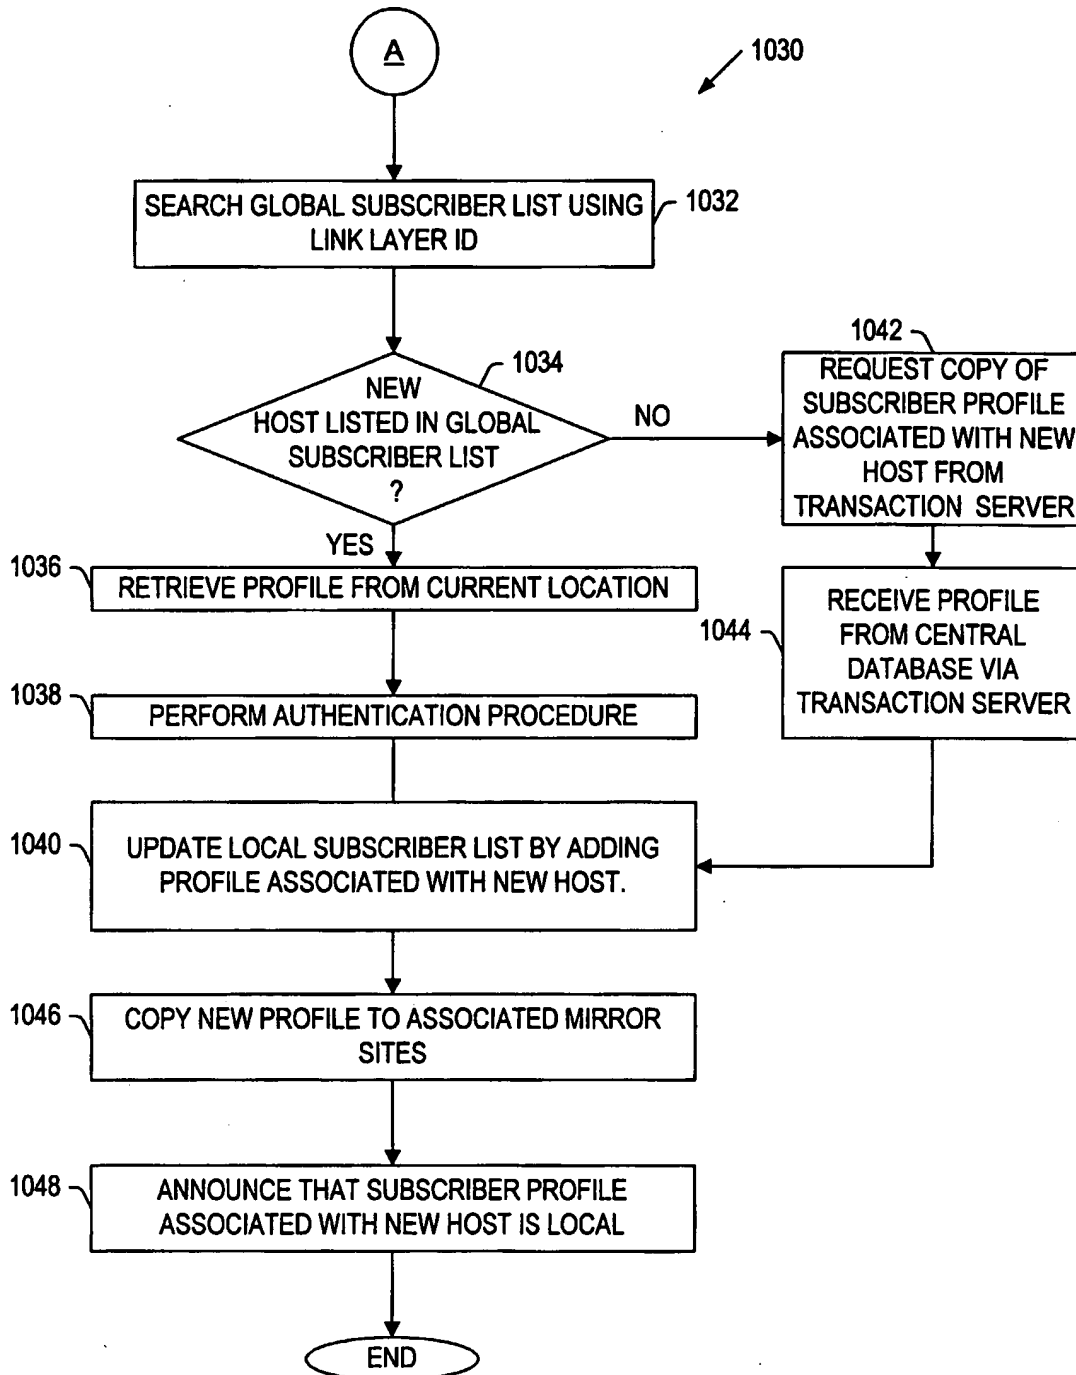 A
1030
SEARCH GLOBAL SUBSCRIBER LIST USING
LINK LAYER ID
1032
NEW
HOST LISTED IN GLOBAL
SUBSCRIBER LIST
?
1034
NO
YES
1042
REQUEST COPY OF
SUBSCRIBER PROFILE
ASSOCIATED WITH NEW
HOST FROM
TRANSACTION SERVER
1036
RETRIEVE PROFILE FROM CURRENT LOCATION
1044
RECEIVE PROFILE
FROM CENTRAL
DATABASE VIA
TRANSACTION SERVER
1038
PERFORM AUTHENTICATION PROCEDURE
1040
UPDATE LOCAL SUBSCRIBER LIST BY ADDING
PROFILE ASSOCIATED WITH NEW HOST.
1046
COPY NEW PROFILE TO ASSOCIATED MIRROR
SITES
1048
ANNOUNCE THAT SUBSCRIBER PROFILE
ASSOCIATED WITH NEW HOST IS LOCAL
END